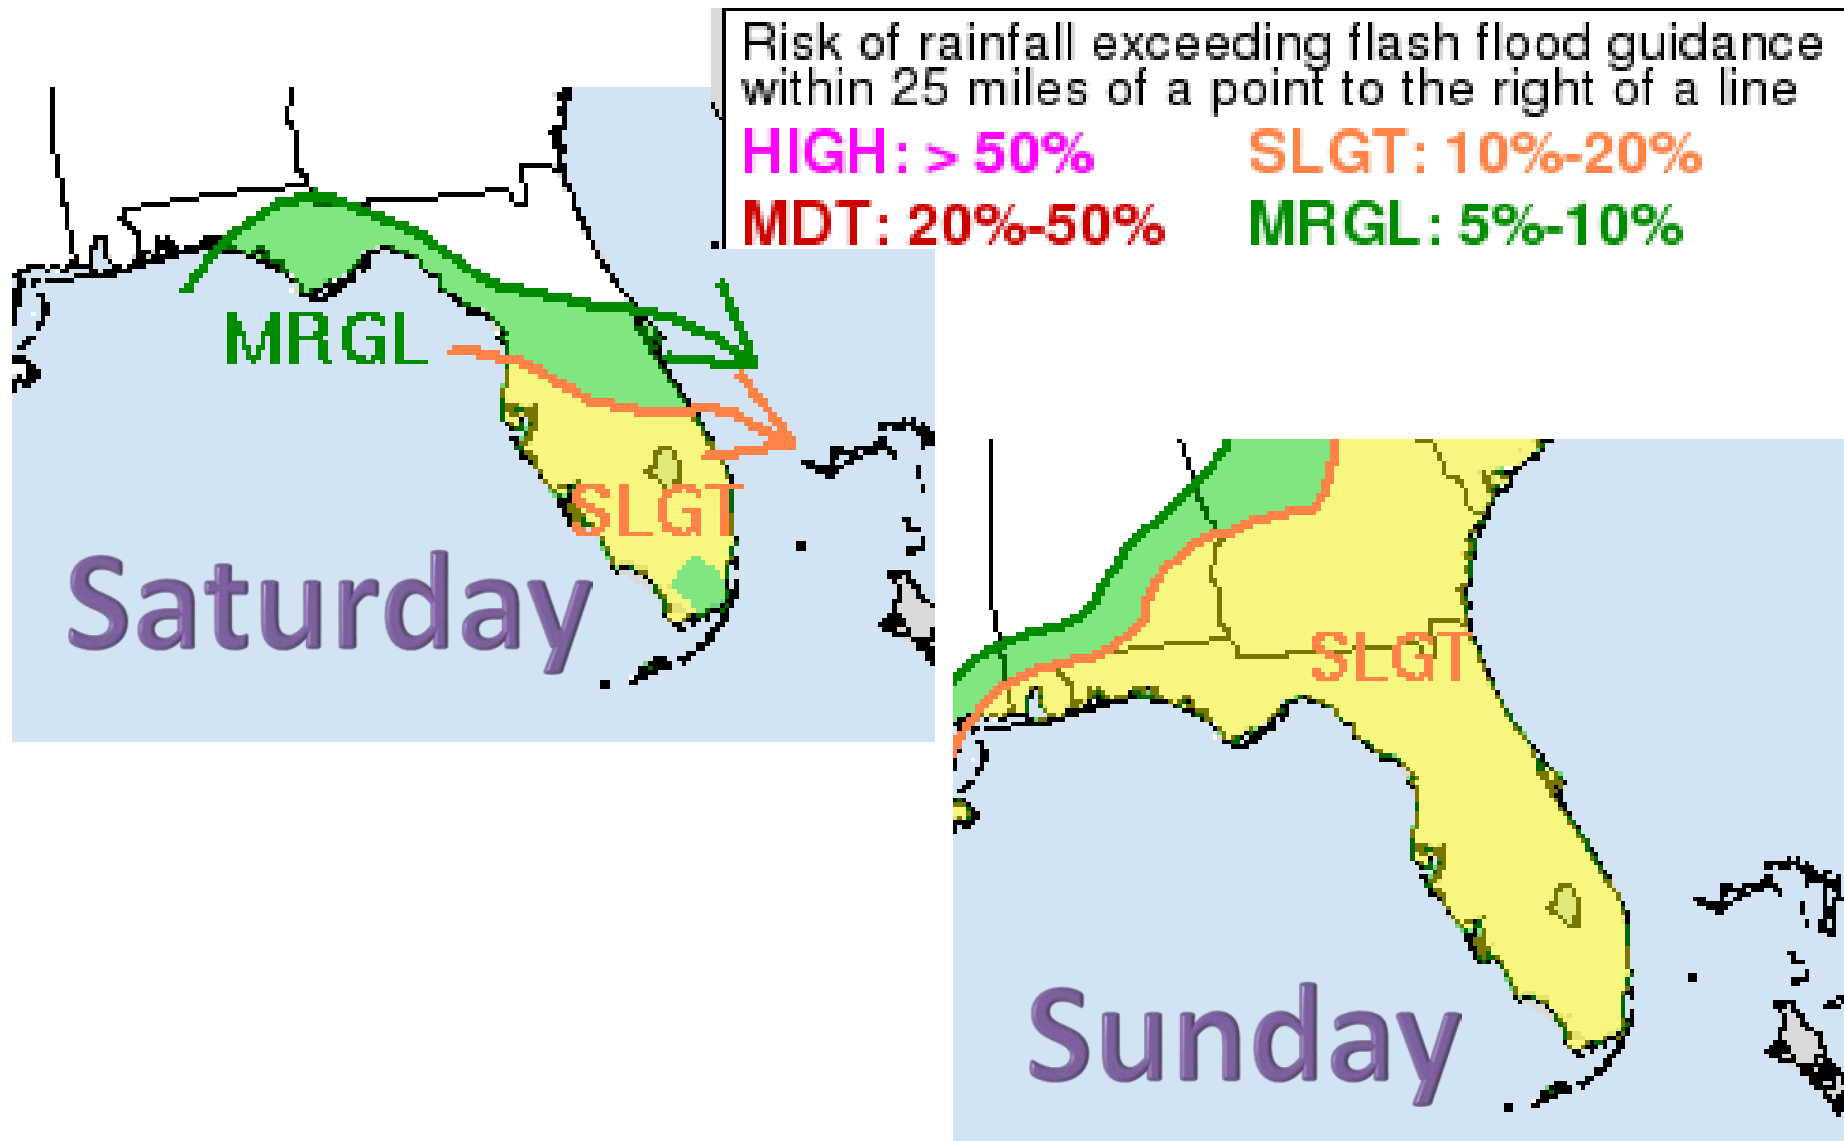 Risk of rainfall exceeding flash flood guidance
within 25 miles of a point to the right of a line
HIGH: > 50% SLGT: 10%-20%
MDT: 20%-50% MRGL: 5%-10%
MRGL
SLGT
Saturday
SLGT
Sunday